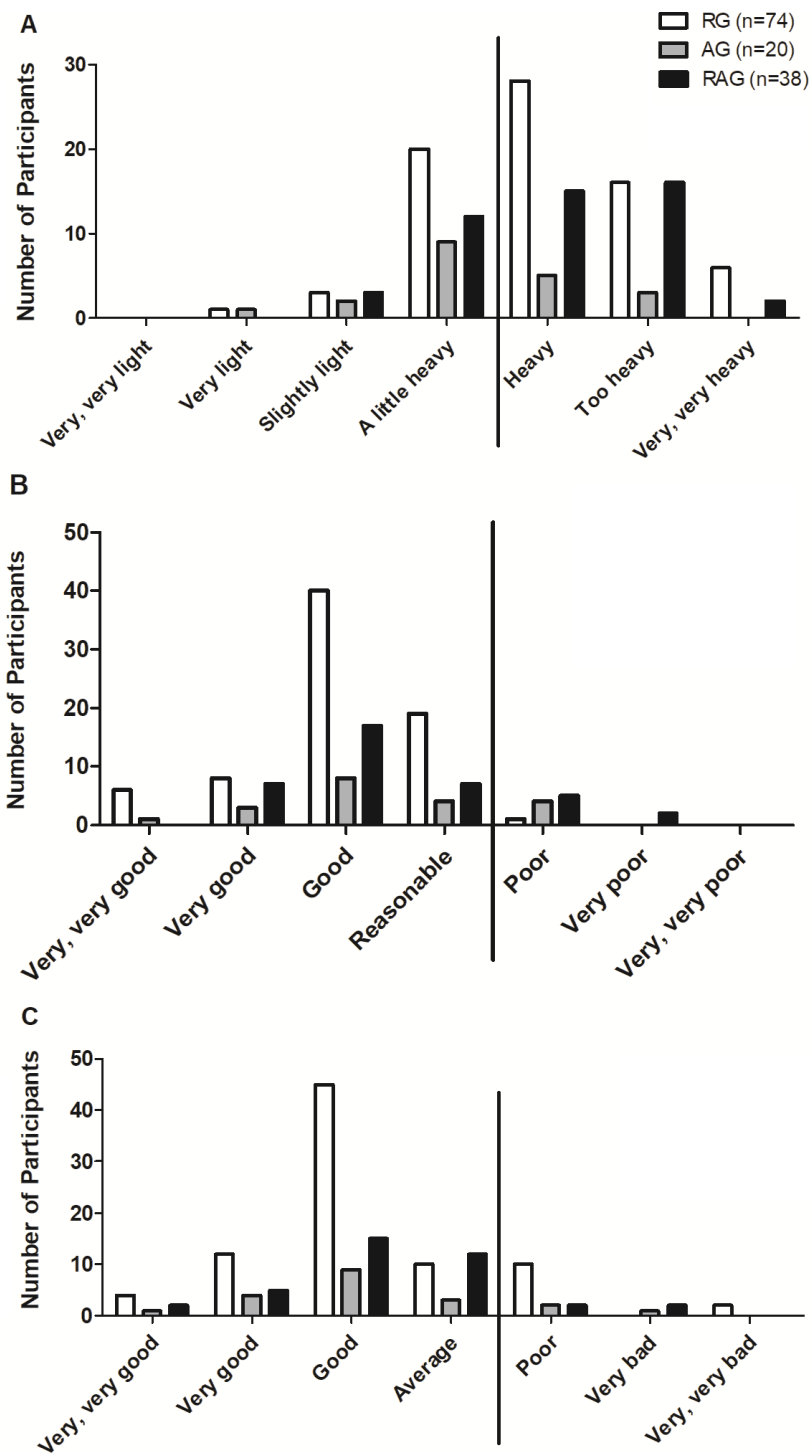 A
RG (n=74)
AG (n=20)
RAG (n=38)
Number of Participants
30
20
10
0
Very, very light
Very light
Slightly light
A little heavy
Heavy
Too heavy
Very, very heavy
B
Number of Participants
50
40
30
20
10
0
Very, very good
Very good
Good
Reasonable
Poor
Very poor
Very, very poor
C
Number of Participants
50
40
30
20
10
0
Very, very good
Very good
Good
Average
Poor
Very bad
Very, very bad